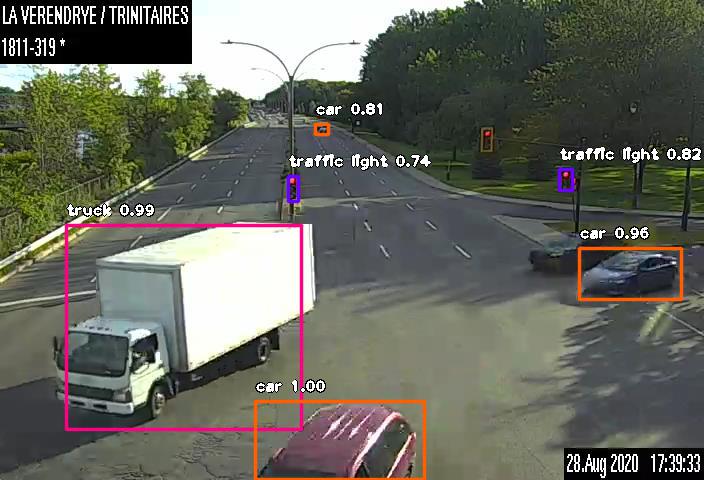 LA VERENDRYE / TRINITAIRES
1811-319 *
car 0.81
traffic light 0.74
traffic light 0.82
truck 0.99
car 0.96
car 1.00
28.Aug 2020 17:39:33